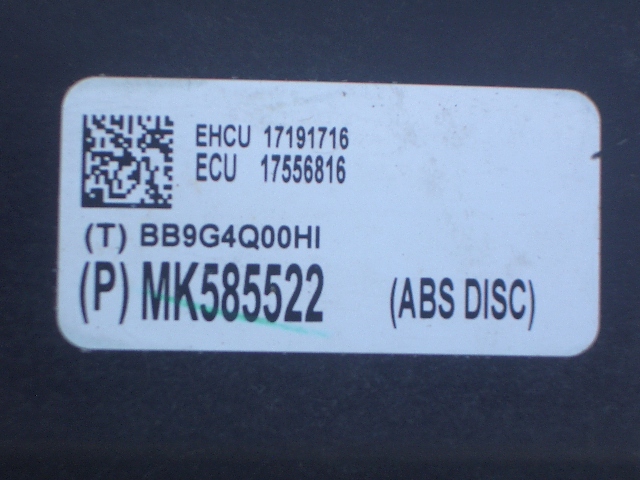 EHCU 17191716
ECU 17556816
(T) BB9G4Q00HI
(P) MK585522 (ABS DISC)